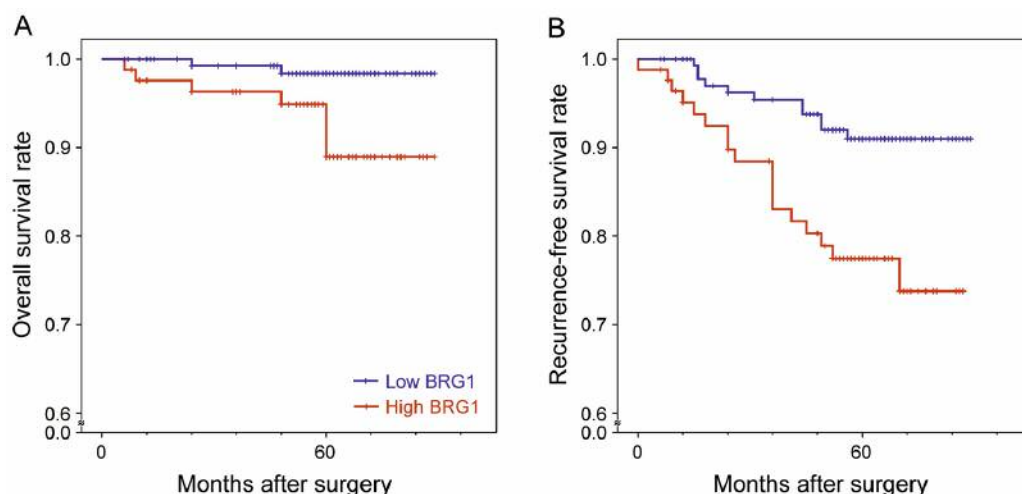 A
Overall survival rate
1.0
0.9
0.8
0.7
0.6
0.0
0
60
Months after surgery
Low BRG1
High BRG1
B
Recurrence-free survival rate
1.0
0.9
0.8
0.7
0.6
0.0
0
60
Months after surgery